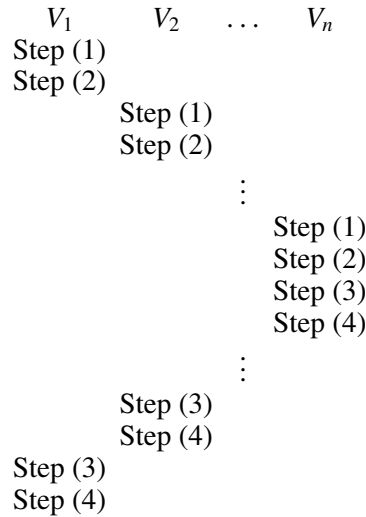 V₁ V₂ ... Vₙ
Step (1)
Step (2)
Step (1)
Step (2)
⋮
Step (1)
Step (2)
Step (3)
Step (4)
⋮
Step (3)
Step (4)
Step (3)
Step (4)